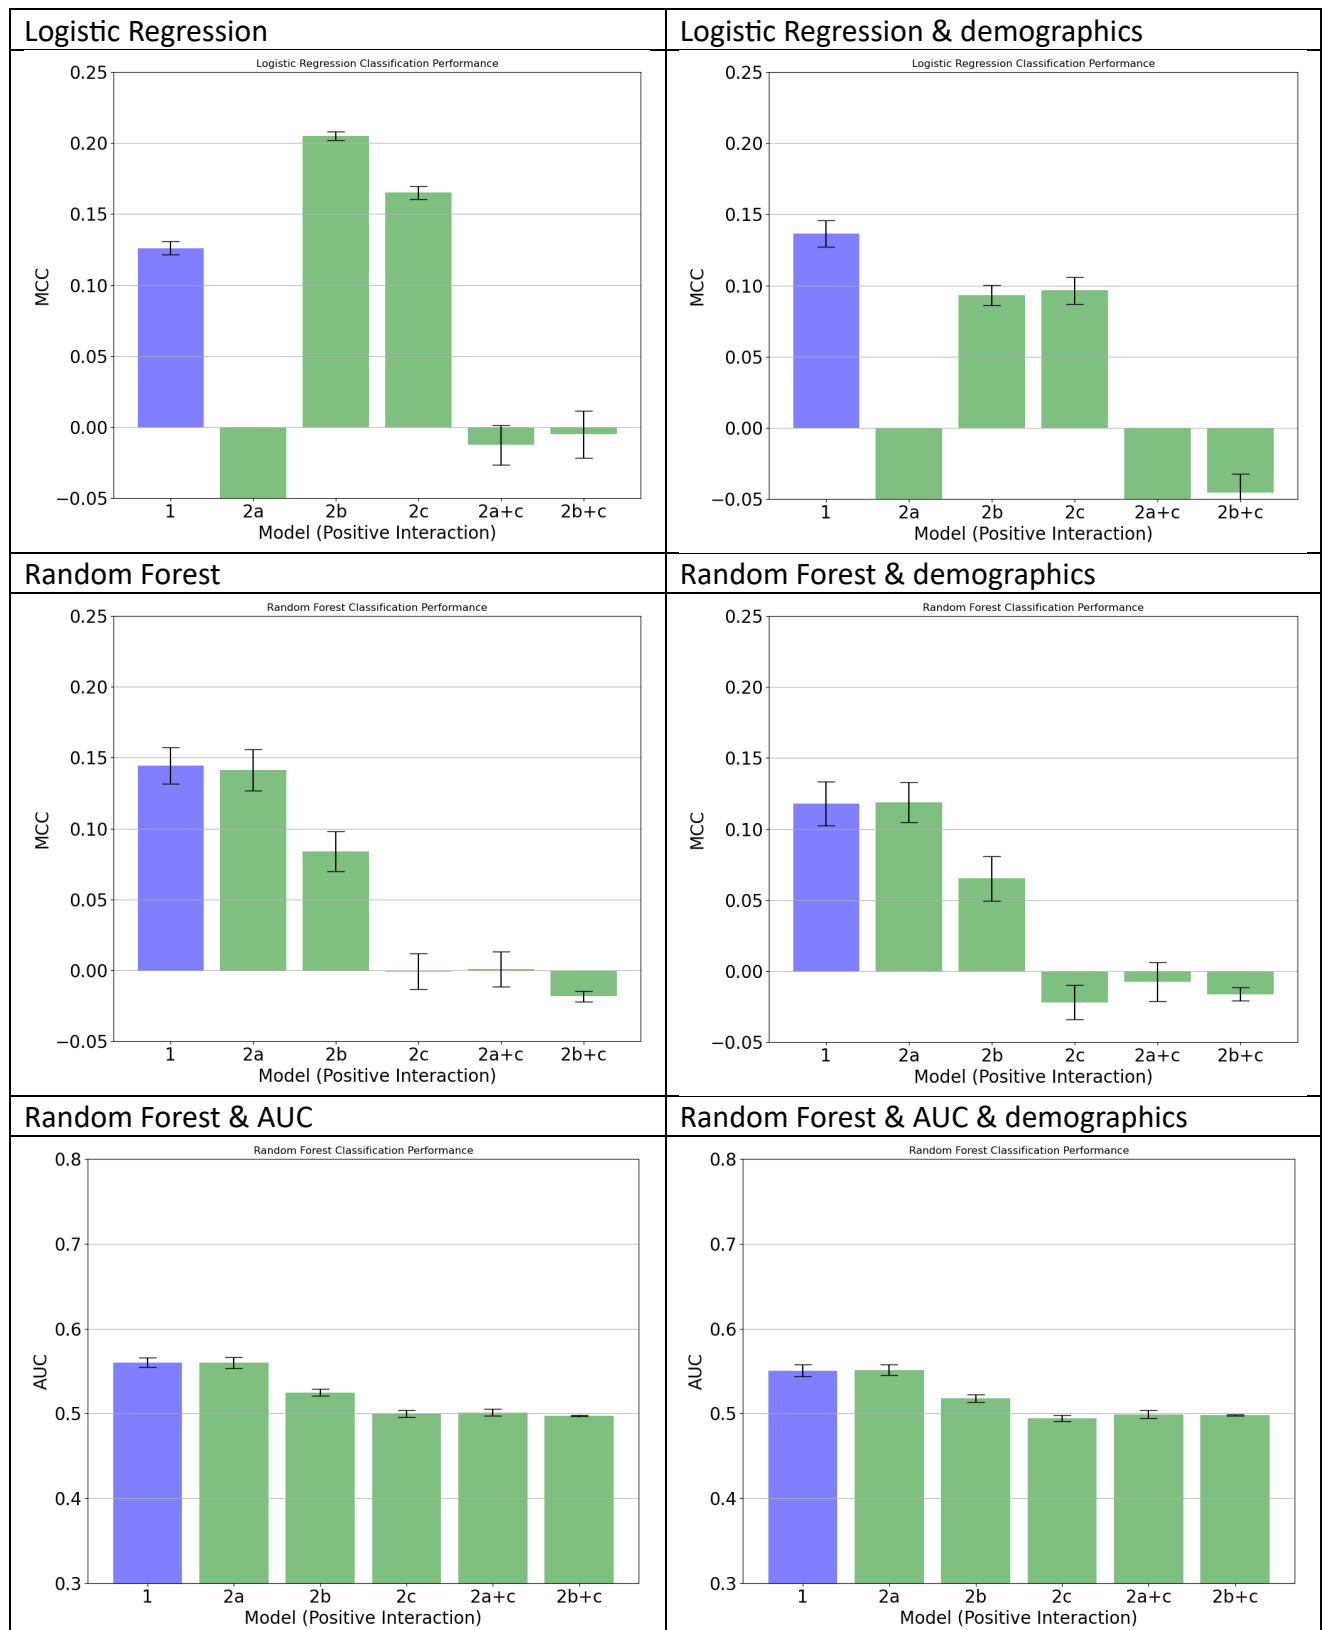 Logistic Regression
Logistic Regression & demographics
Logistic Regression Classification Performance
0.25
0.20
0.15
0.10
0.05
0.00
−0.05
MCC
1 2a 2b 2c 2a+c 2b+c
Model (Positive Interaction)
Logistic Regression Classification Performance
0.25
0.20
0.15
0.10
0.05
0.00
−0.05
MCC
1 2a 2b 2c 2a+c 2b+c
Model (Positive Interaction)
Random Forest
Random Forest & demographics
Random Forest Classification Performance
0.25
0.20
0.15
0.10
0.05
0.00
−0.05
MCC
1 2a 2b 2c 2a+c 2b+c
Model (Positive Interaction)
Random Forest Classification Performance
0.25
0.20
0.15
0.10
0.05
0.00
−0.05
MCC
1 2a 2b 2c 2a+c 2b+c
Model (Positive Interaction)
Random Forest & AUC
Random Forest & AUC & demographics
Random Forest Classification Performance
0.8
0.7
0.6
0.5
0.4
0.3
AUC
1 2a 2b 2c 2a+c 2b+c
Model (Positive Interaction)
Random Forest Classification Performance
0.8
0.7
0.6
0.5
0.4
0.3
AUC
1 2a 2b 2c 2a+c 2b+c
Model (Positive Interaction)